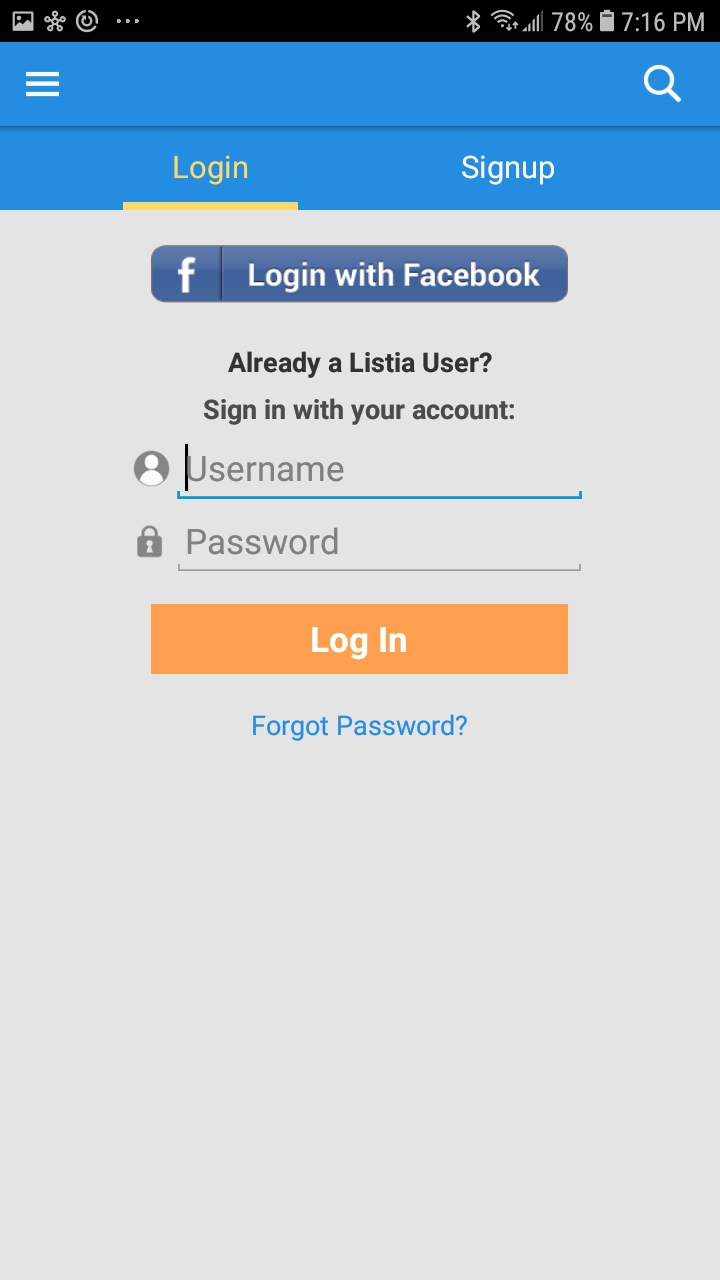 78% 7:16 PM
Login Signup
f Login with Facebook
Already a Listia User?
Sign in with your account:
Username
Password
Log In
Forgot Password?